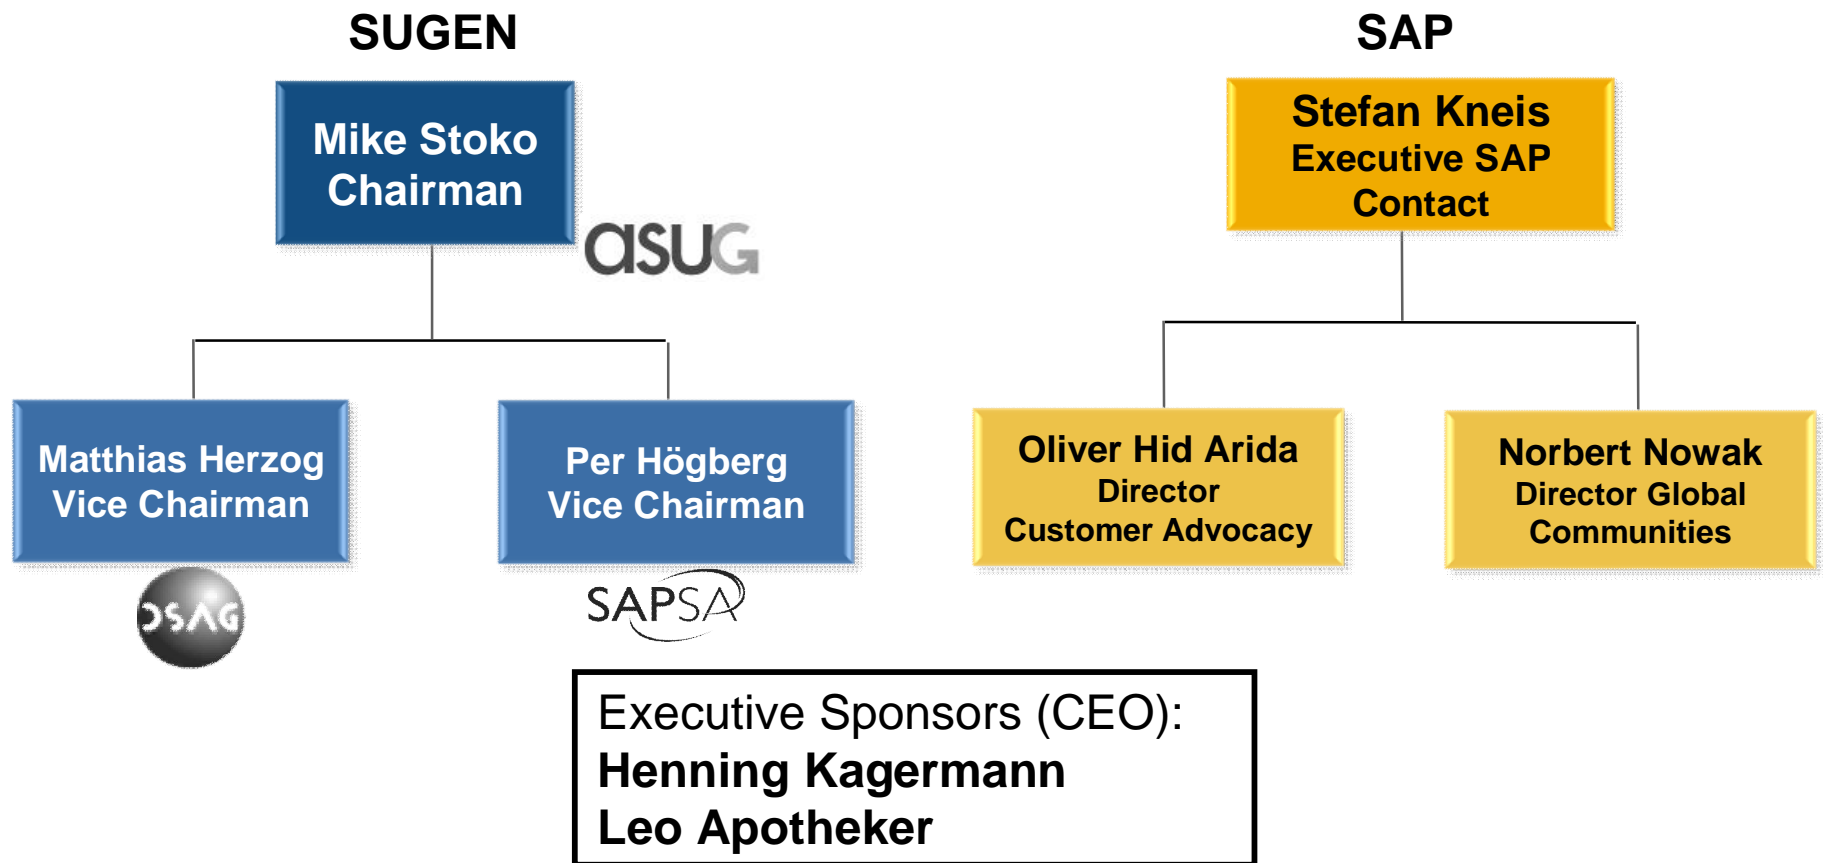 SUGEN
SAP
Mike Stoko
Chairman
asuG
Stefan Kneis
Executive SAP
Contact
Matthias Herzog
Vice Chairman
DSAG
Per Högberg
Vice Chairman
SAPSA
Oliver Hid Arida
Director
Customer Advocacy
Norbert Nowak
Director Global
Communities
Executive Sponsors (CEO):
Henning Kagermann
Leo Apotheker